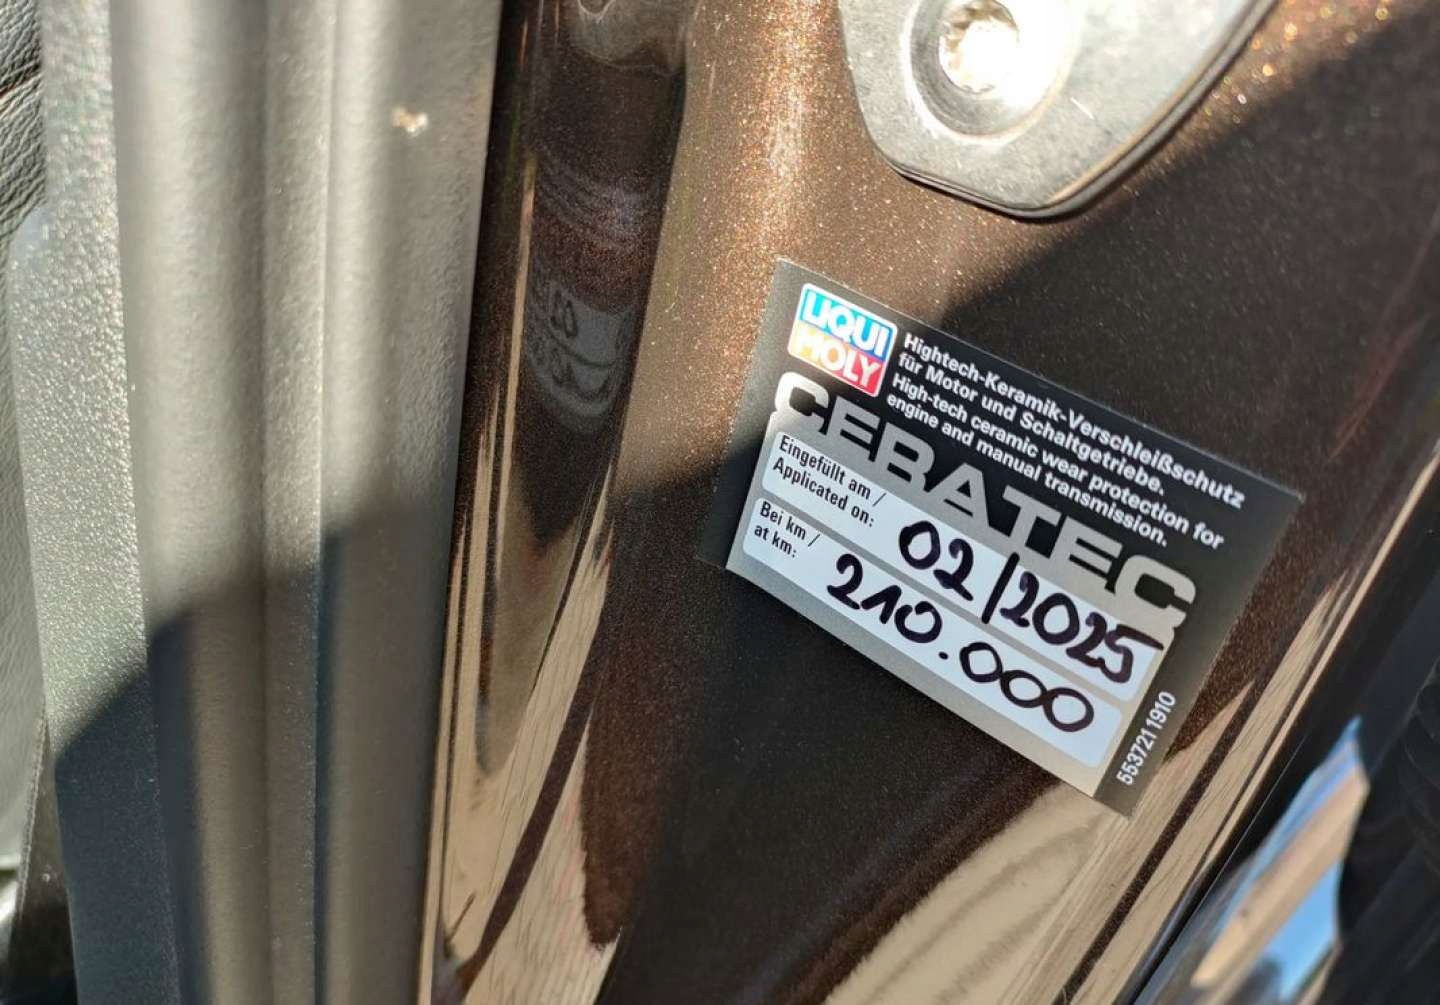 LIQUI
MOLY
Hightech-Keramik-Verschleißschutz
für Motor und Schaltgetriebe.
High-tech ceramic wear protection for
engine and manual transmission.
CERATEC
Eingefüllt am /
Applicated on:
02/2025
Bei km /
at km:
210.000
5537211910